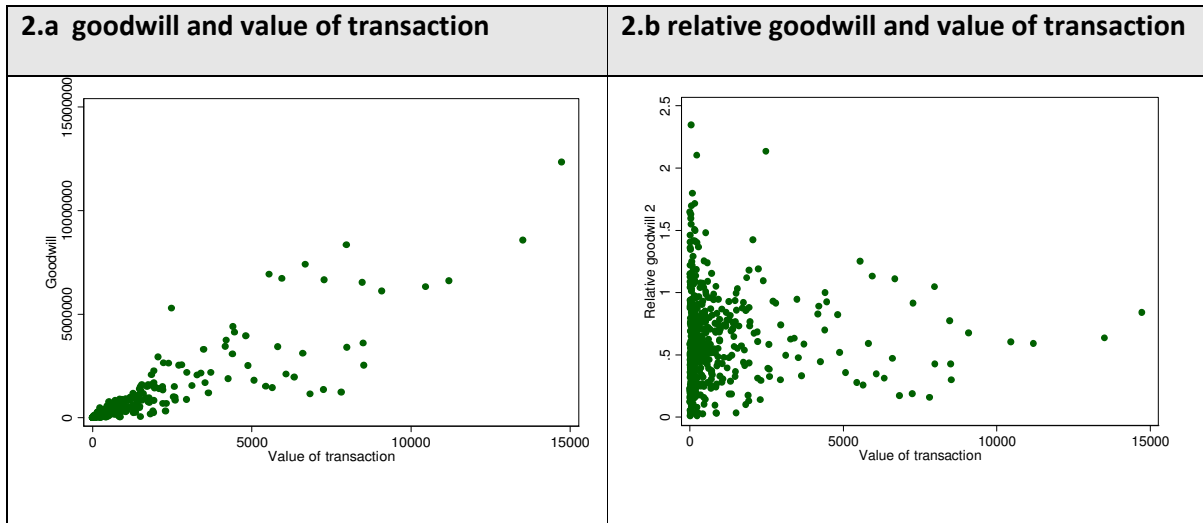 2.a goodwill and value of transaction
2.b relative goodwill and value of transaction
Goodwill
15000000
10000000
5000000
0
0 5000 10000 15000
Value of transaction
Relative goodwill 2
2.5
2
1.5
1
.5
0
0 5000 10000 15000
Value of transaction